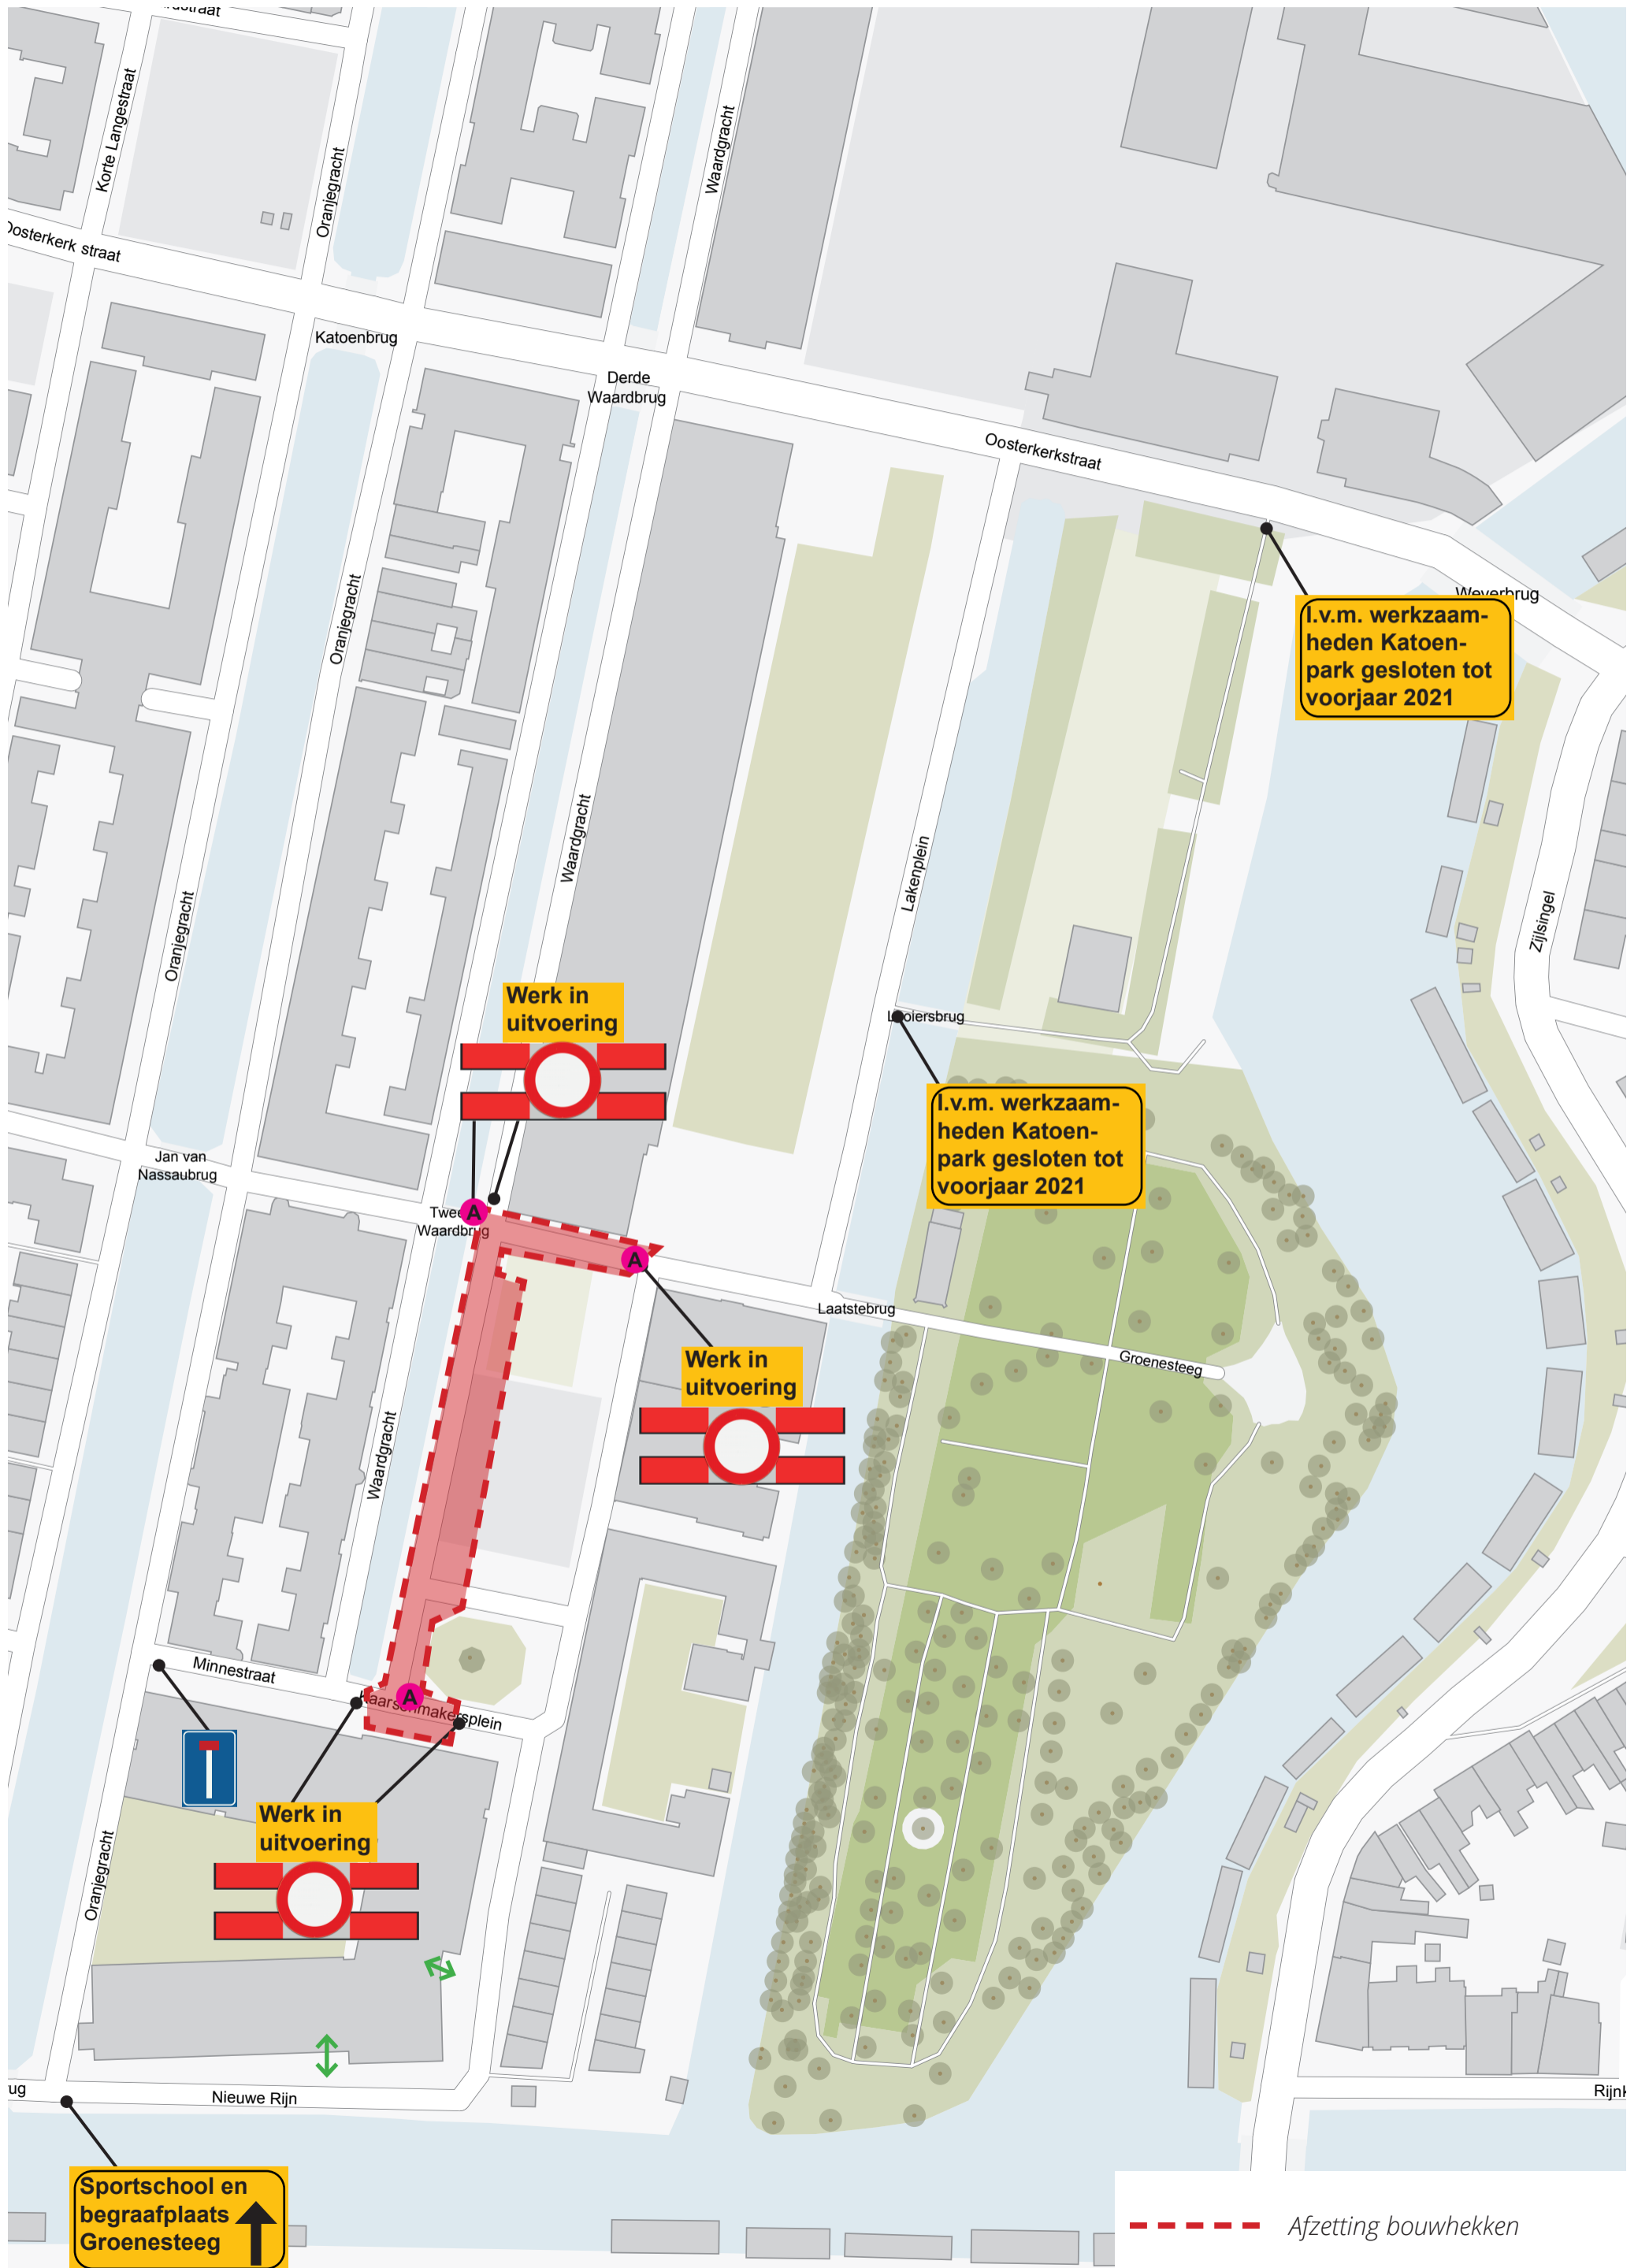 Korte Langestraat
Oranjegracht
Waardgracht
Oosterkerk straat
Katoenbrug
Derde
Waardbrug
Oosterkerkstraat
Weverbrug
I.v.m. werkzaam-
heden Katoen-
park gesloten tot
voorjaar 2021
Oranjegracht
Waardgracht
Lakenplein
Oranjegracht
Zijlsingel
Werk in
uitvoering
I.v.m. werkzaam-
heden Katoen-
park gesloten tot
voorjaar 2021
Jan van
Nassaubrug
A
Waardbrug
A
Laatstebrug
Groenesteeg
Werk in
uitvoering
Waardgracht
Minnestraat
A
Werk in
uitvoering
Oranjegracht
Nieuwe Rijn
Sportschool en
begraafplaats
Groenesteeg
Afzetting bouwhekken